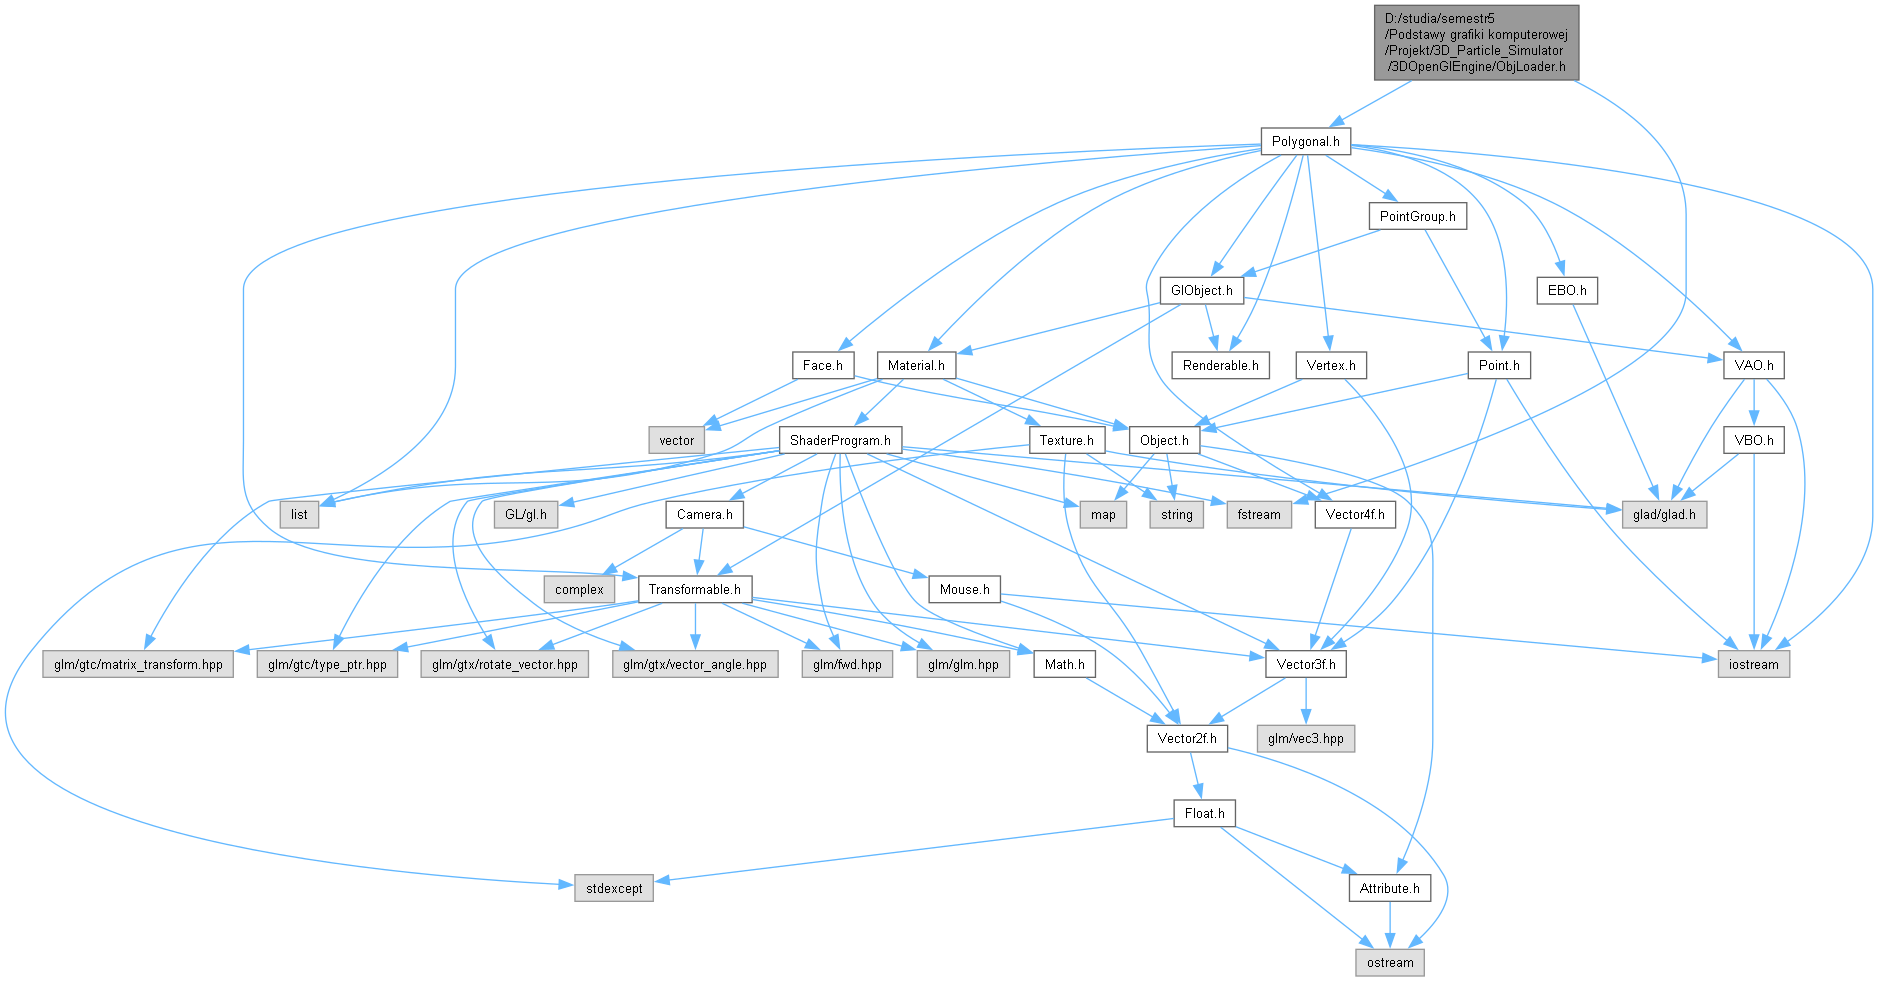 D:/studia/semestr5
/Podstawy grafiki komputerowej
/Projekt/3D_Particle_Simulator
/3DOpenGlEngine/ObjLoader.h
Polygonal.h
PointGroup.h
GlObject.h
EBO.h
Face.h
Material.h
Renderable.h
Vertex.h
Point.h
VAO.h
vector
ShaderProgram.h
Texture.h
Object.h
VBO.h
list
GL/gl.h
Camera.h
map
string
fstream
Vector4f.h
glad/glad.h
complex
Transformable.h
Mouse.h
glm/gtc/matrix_transform.hpp
glm/gtc/type_ptr.hpp
glm/gtx/rotate_vector.hpp
glm/gtx/vector_angle.hpp
glm/fwd.hpp
glm/glm.hpp
Math.h
Vector3f.h
iostream
Vector2f.h
glm/vec3.hpp
Float.h
stdexcept
Attribute.h
ostream